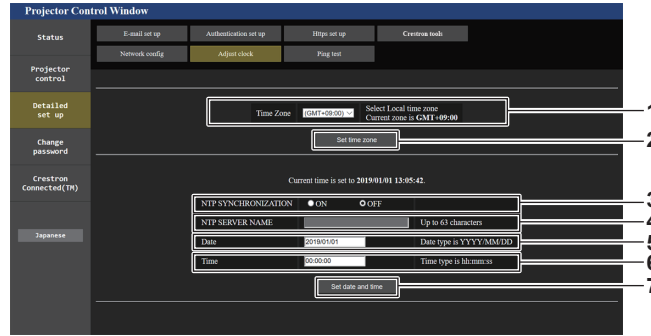 Projector Control Window
Status
E-mail set up
Authentication set up
Https set up
Crestron tools
Network config
Adjust clock
Ping test
Projector
control
Detailed
set up
Change
password
Crestron
Connected(TM)
Japanese
Time Zone
(GMT+09:00)
Select Local time zone
Current zone is GMT+09:00
1
Set time zone
2
Current time is set to 2019/01/01 13:05:42.
NTP SYNCHRONIZATION ON OFF
3
NTP SERVER NAME Up to 63 characters
4
Date 2019/01/01 Date type is YYYY/MM/DD
5
Time 00:00:00 Time type is hh:mm:ss
6
Set date and time
7